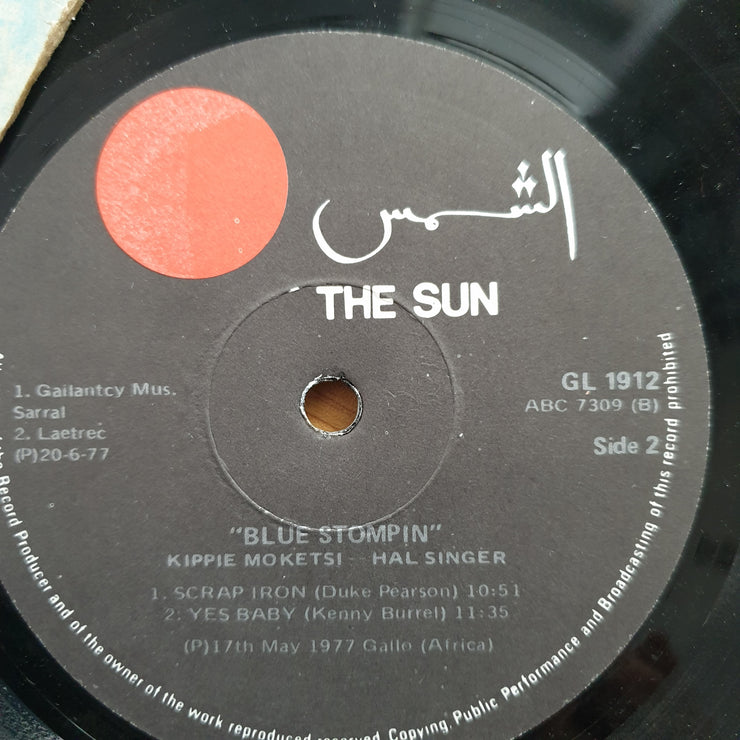 الشمس
THE SUN
1. Gailantcy Mus.
Sarral
2. Laetrec
(P)20-6-77
GL 1912
ABC 7309 (B)
Side 2
"BLUE STOMPIN"
KIPPIE MOKETSI - HAL SINGER
1. SCRAP IRON (Duke Pearson) 10:51
2: YES BABY (Kenny Burrel) 11:35
(P)17th May 1977 Gallo (Africa)
Record Producer and of the owner of the work reproduced reserved. Copying, Public Performance and Broadcasting of this record prohibited